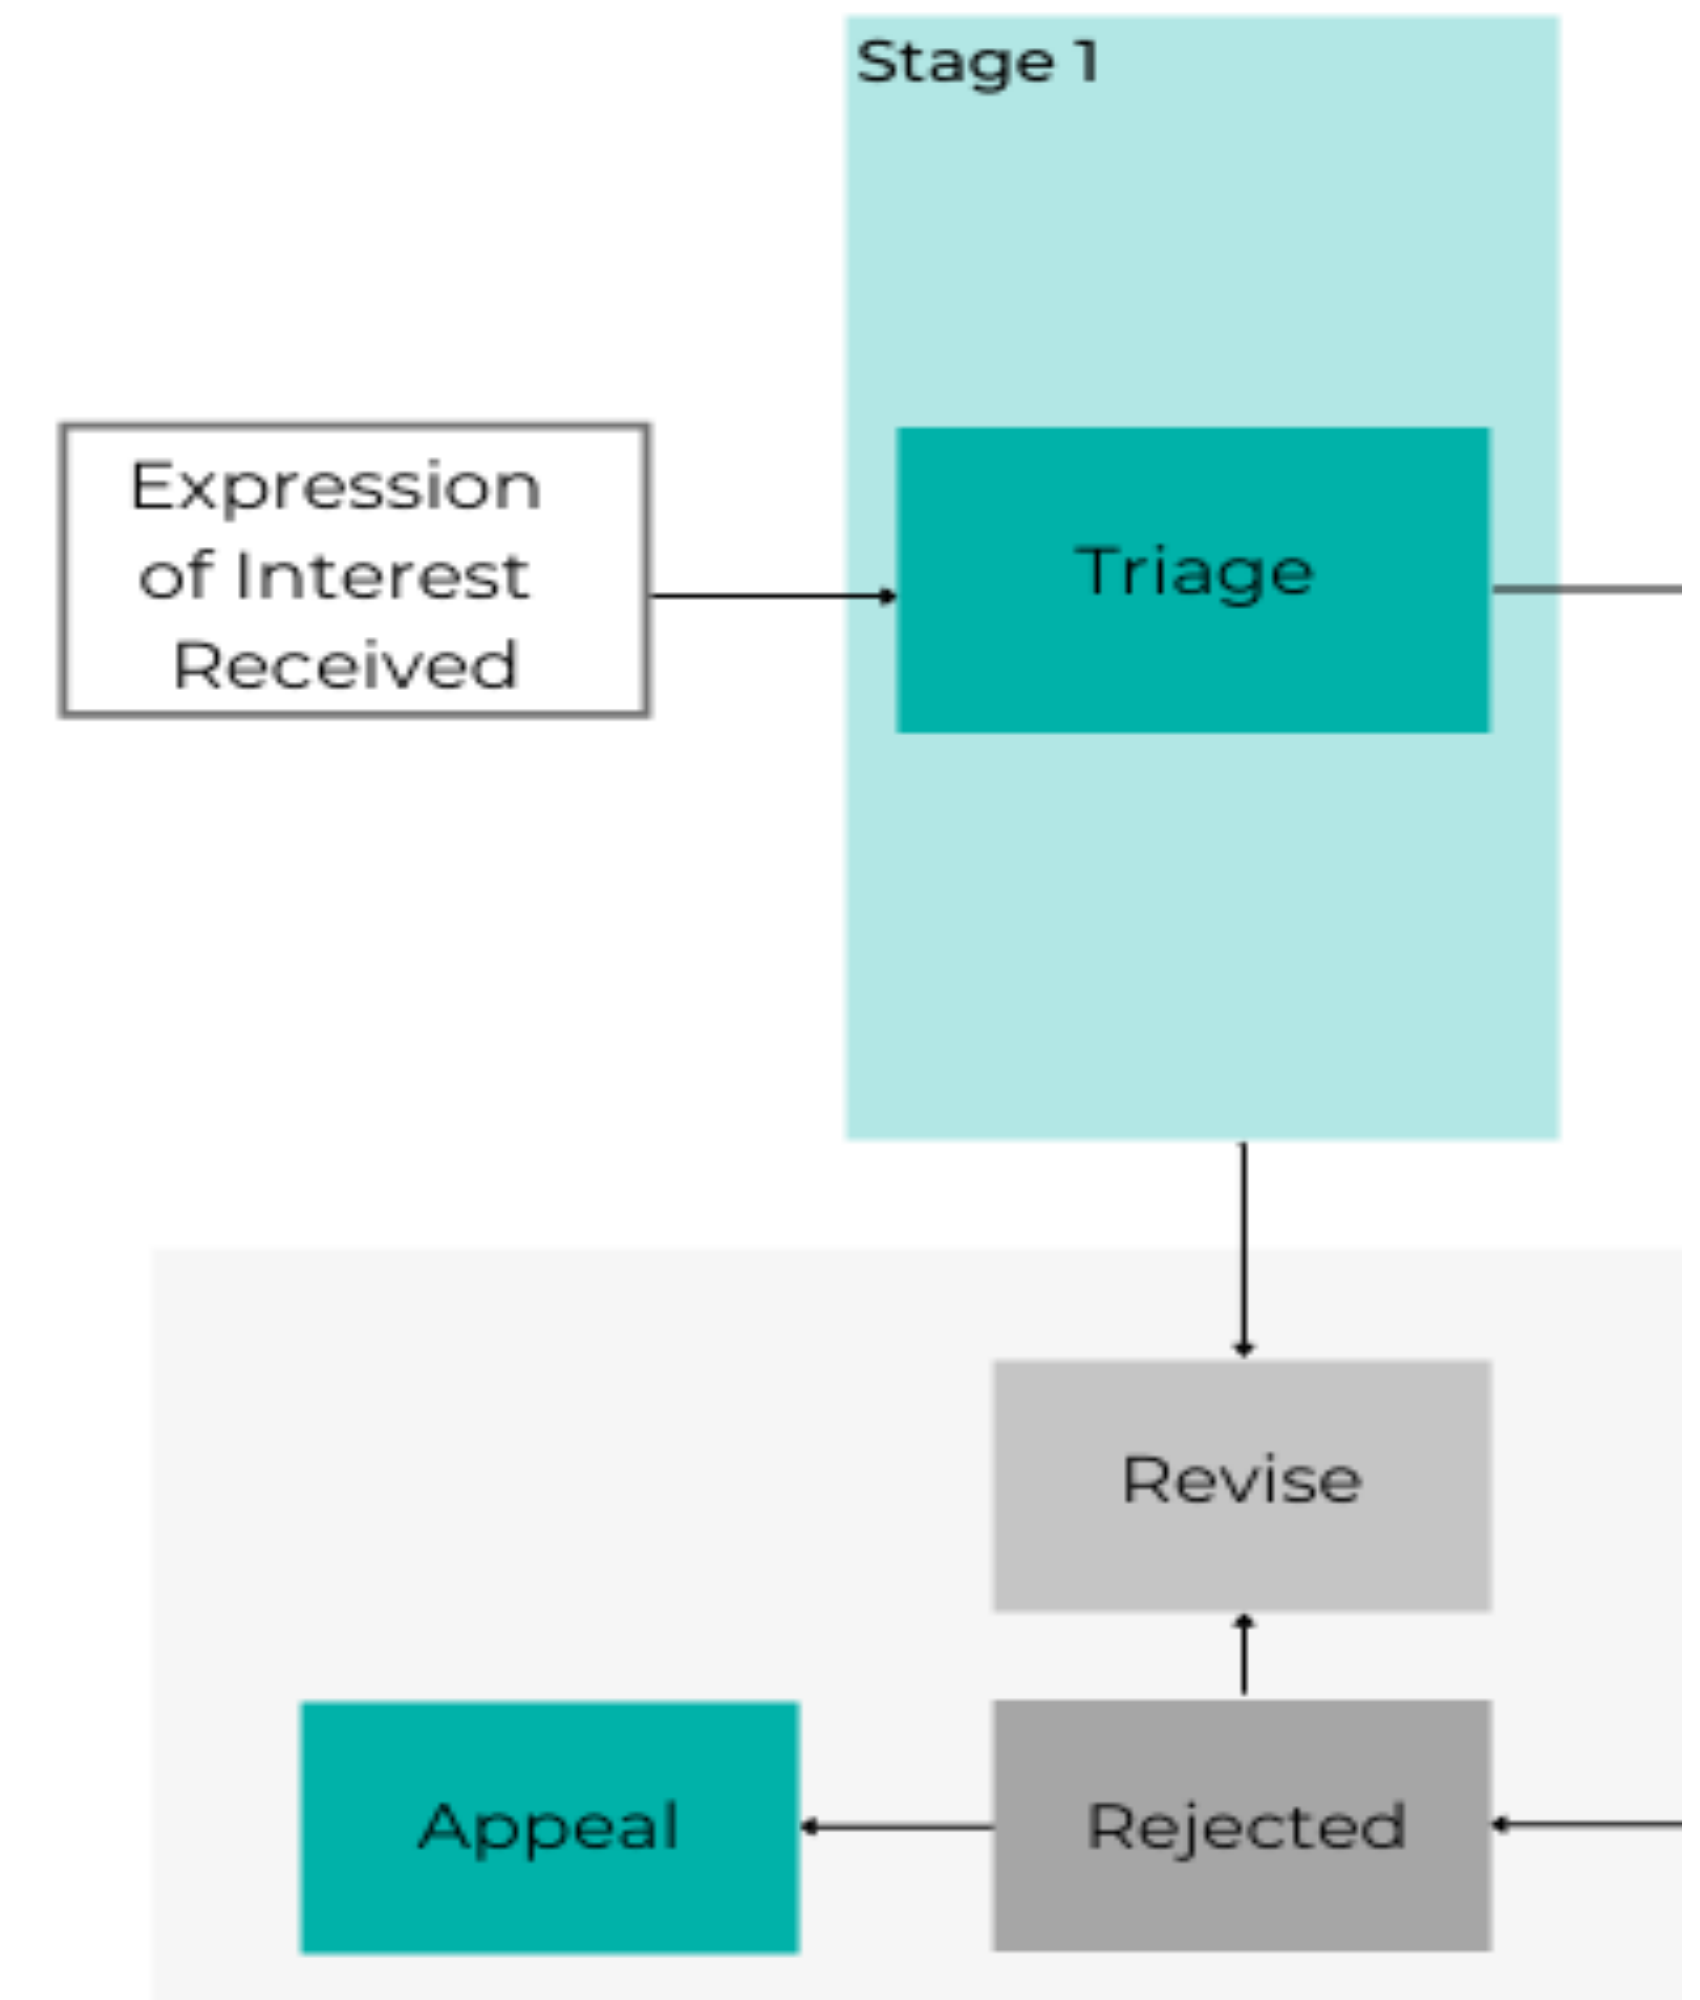 Stage 1
Expression
of Interest
Received
Triage
Revise
Appeal
Rejected